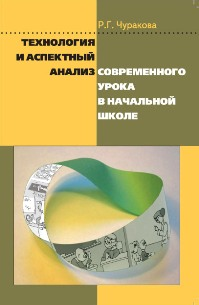 Р.Г. Чуракова
ТЕХНОЛОГИЯ
И АСПЕКТНЫЙ
АНАЛИЗ
СОВРЕМЕННОГО
УРОКА
В НАЧАЛЬНОЙ
ШКОЛЕ